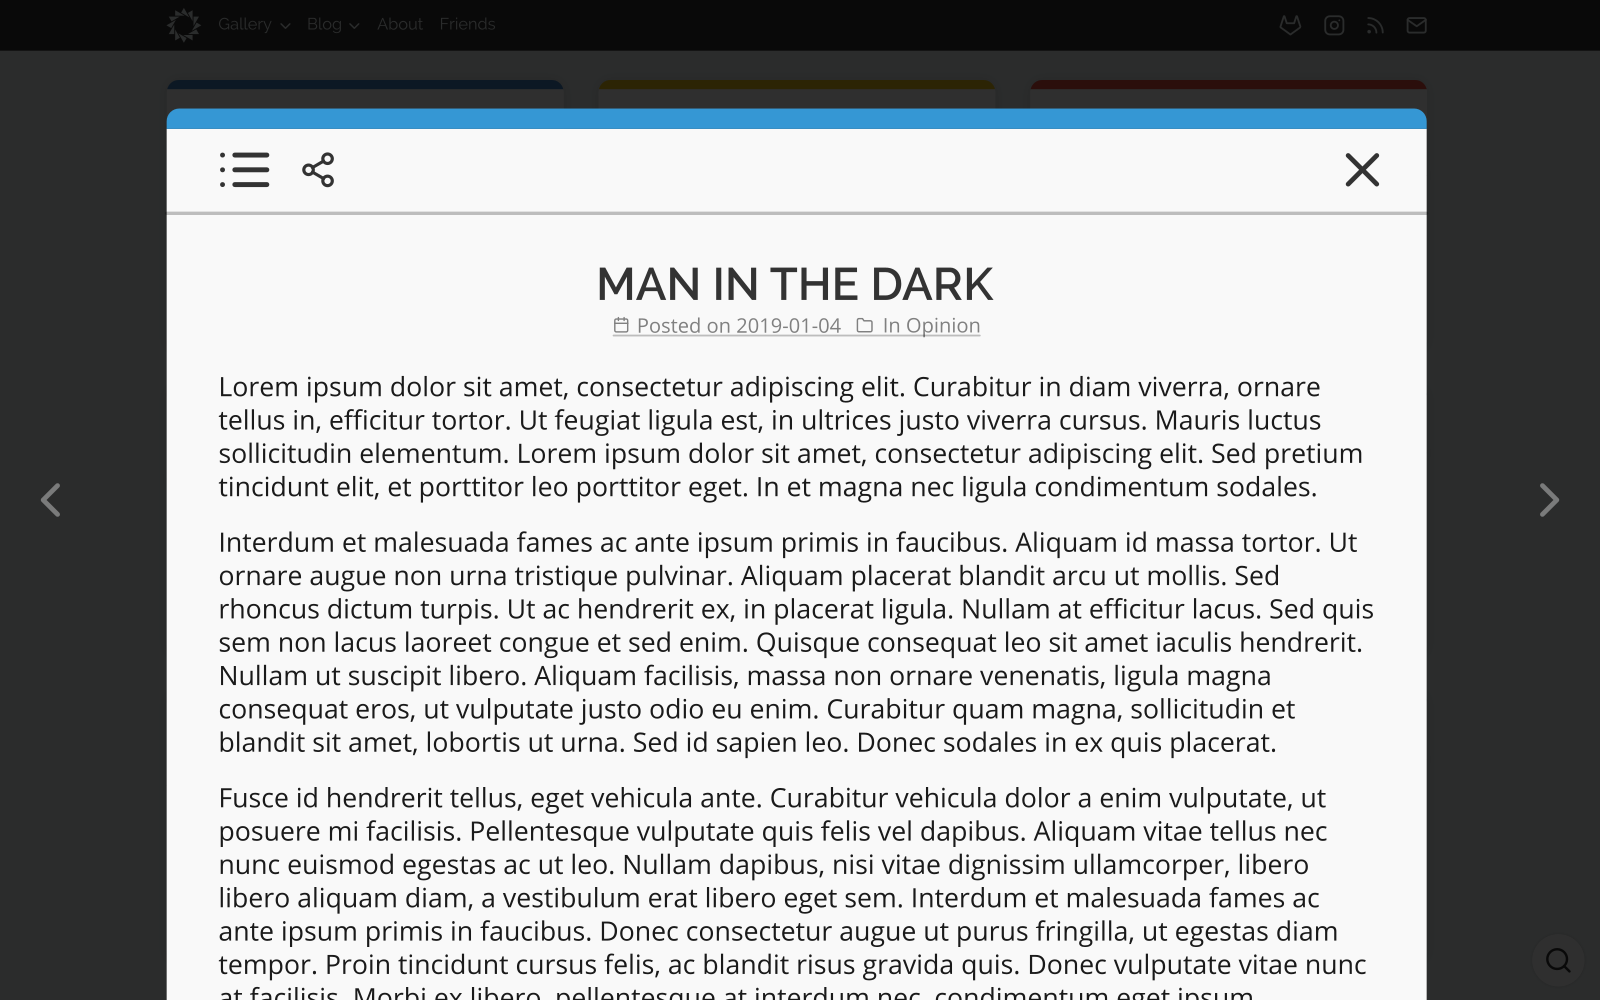 Gallery Blog About Friends
MAN IN THE DARK
Posted on 2019-01-04 In Opinion
Lorem ipsum dolor sit amet, consectetur adipiscing elit. Curabitur in diam viverra, ornare
tellus in, efficitur tortor. Ut feugiat ligula est, in ultrices justo viverra cursus. Mauris luctus
sollicitudin elementum. Lorem ipsum dolor sit amet, consectetur adipiscing elit. Sed pretium
tincidunt elit, et porttitor leo porttitor eget. In et magna nec ligula condimentum sodales.
Interdum et malesuada fames ac ante ipsum primis in faucibus. Aliquam id massa tortor. Ut
ornare augue non urna tristique pulvinar. Aliquam placerat blandit arcu ut mollis. Sed
rhoncus dictum turpis. Ut ac hendrerit ex, in placerat ligula. Nullam at efficitur lacus. Sed quis
sem non lacus laoreet congue et sed enim. Quisque consequat leo sit amet iaculis hendrerit.
Nullam ut suscipit libero. Aliquam facilisis, massa non ornare venenatis, ligula magna
consequat eros, ut vulputate justo odio eu enim. Curabitur quam magna, sollicitudin et
blandit sit amet, lobortis ut urna. Sed id sapien leo. Donec sodales in ex quis placerat.
Fusce id hendrerit tellus, eget vehicula ante. Curabitur vehicula dolor a enim vulputate, ut
posuere mi facilisis. Pellentesque vulputate quis felis vel dapibus. Aliquam vitae tellus nec
nunc euismod egestas ac ut leo. Nullam dapibus, nisi vitae dignissim ullamcorper, libero
libero aliquam diam, a vestibulum erat libero eget sem. Interdum et malesuada fames ac
ante ipsum primis in faucibus. Donec consectetur augue ut purus fringilla, ut egestas diam
tempor. Proin tincidunt cursus felis, ac blandit risus gravida quis. Donec vulputate vitae nunc
at facilisis. Morbi ex libero, pellentesque at interdum nec, condimentum eget ipsum.